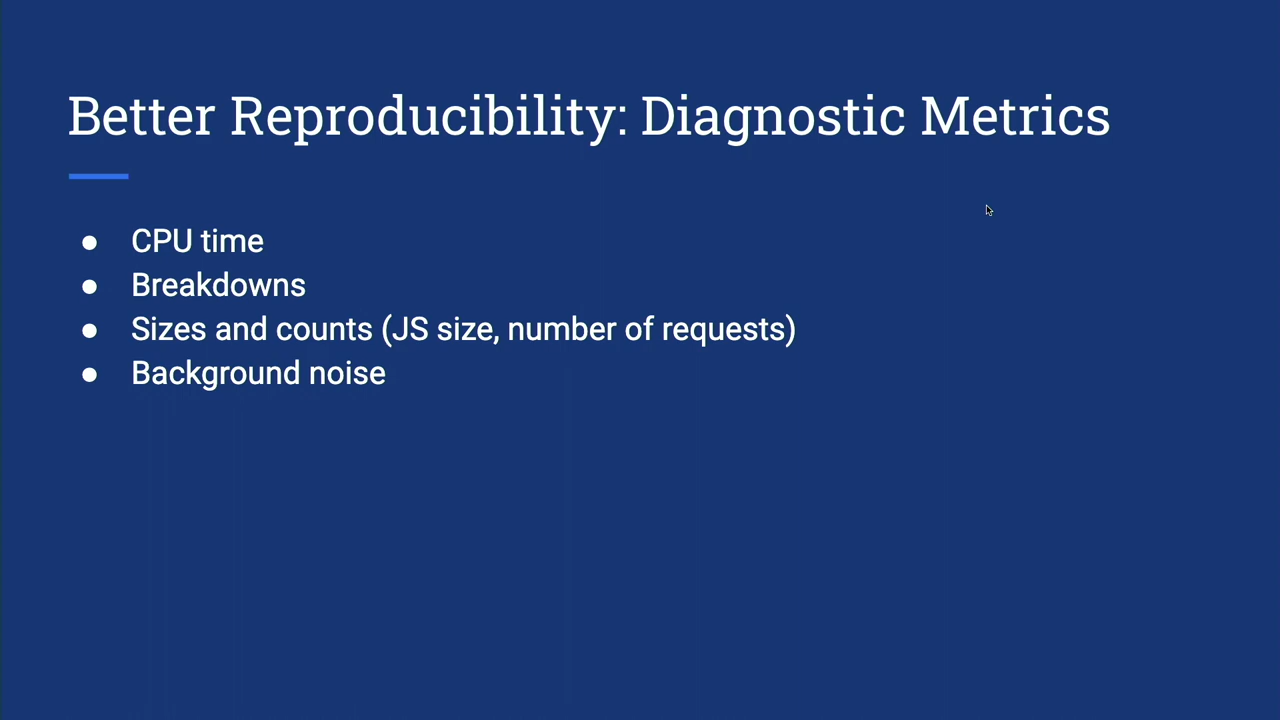 Better Reproducibility: Diagnostic Metrics
● CPU time
● Breakdowns
● Sizes and counts (JS size, number of requests)
● Background noise